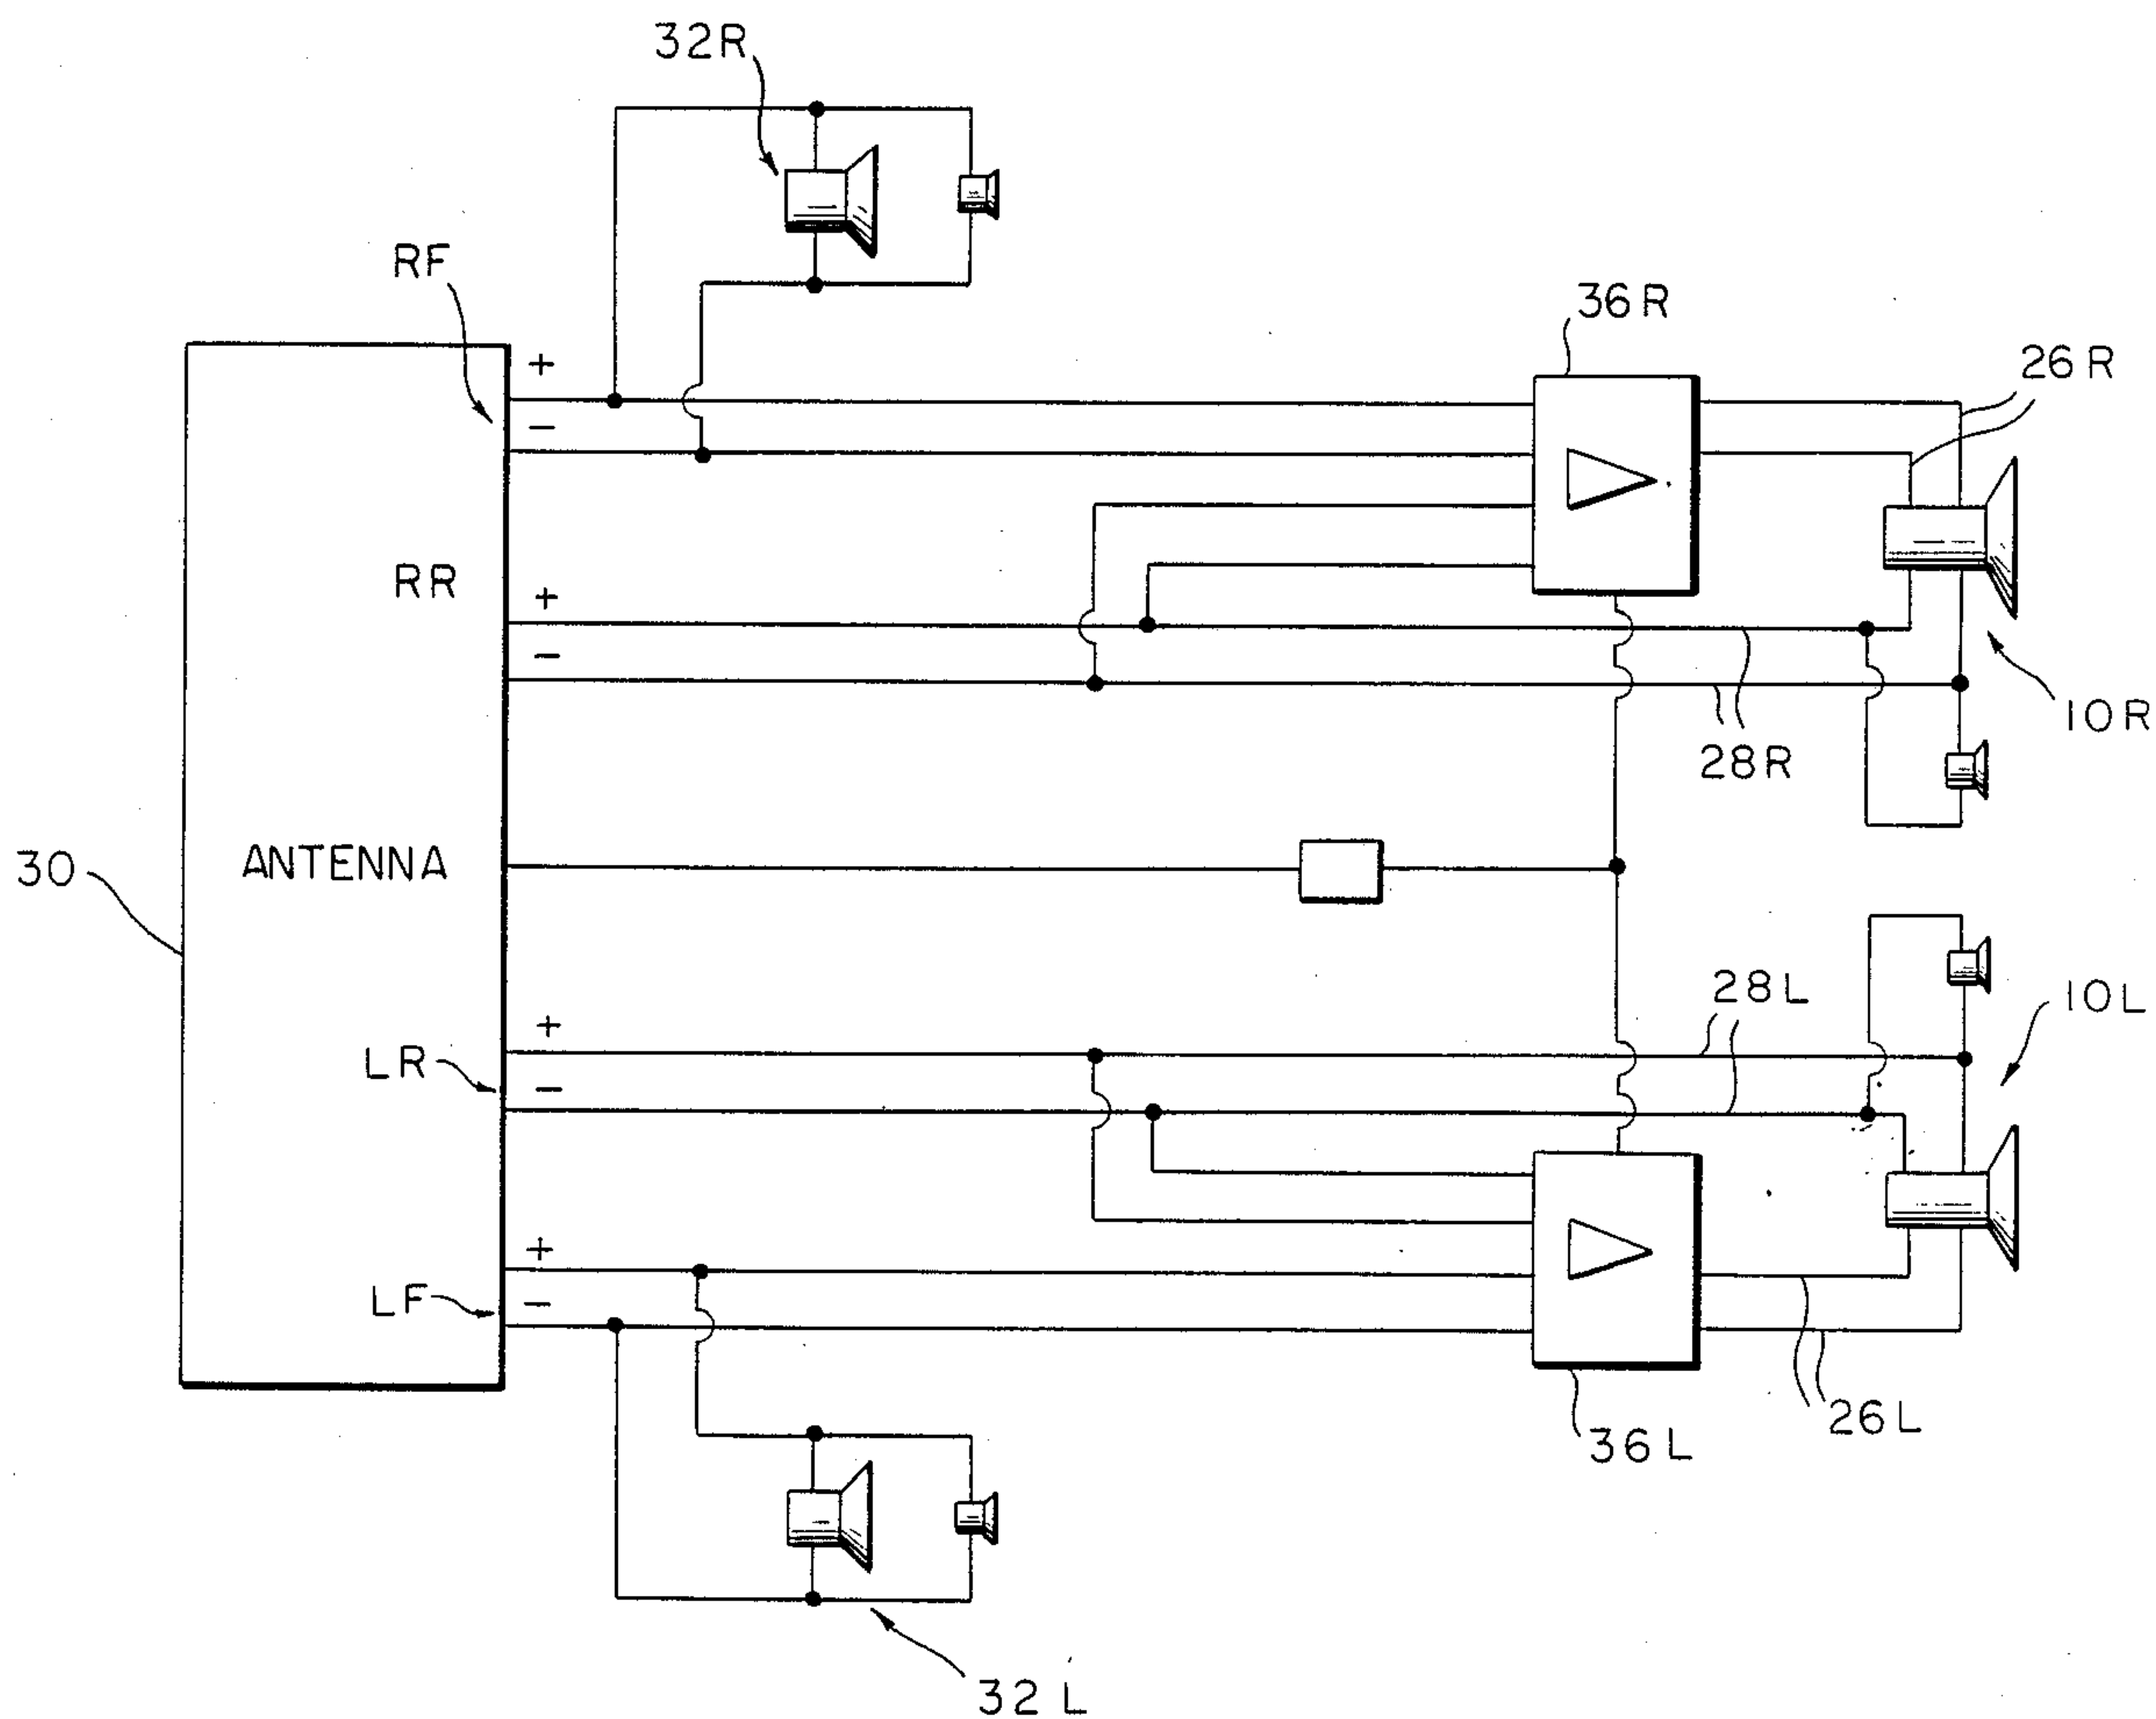 32R
RF
36R
+
26R
−
RR
+
−
10R
28R
ANTENNA
30
28L
10L
+
LR
−
+
LF
−
26L
36L
32L